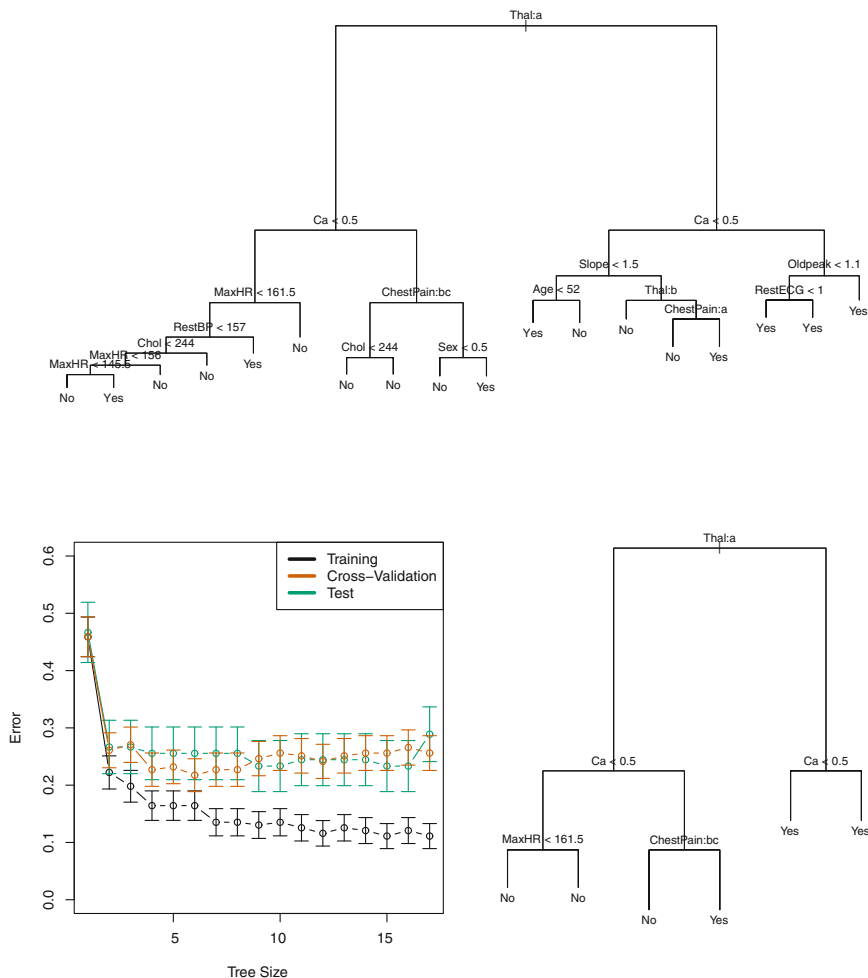 Thal:a
Ca < 0.5
Ca < 0.5
Slope < 1.5
Oldpeak < 1.1
MaxHR < 161.5
ChestPain:bc
Age < 52
Thal:b
RestECG < 1
ChestPain:a
Yes
RestBP < 157
Yes
No
No
Yes
Yes
Chol < 244
No
Chol < 244
Sex < 0.5
No
Yes
MaxHR < 156
Yes
MaxHR < 145.5
No
No
No
No
No
Yes
No
Yes
0.6
0.5
0.4
0.3
0.2
0.1
0.0
Error
Training
Cross−Validation
Test
5
10
15
Tree Size
Thal:a
Ca < 0.5
Ca < 0.5
Yes
Yes
MaxHR < 161.5
ChestPain:bc
No
No
No
Yes